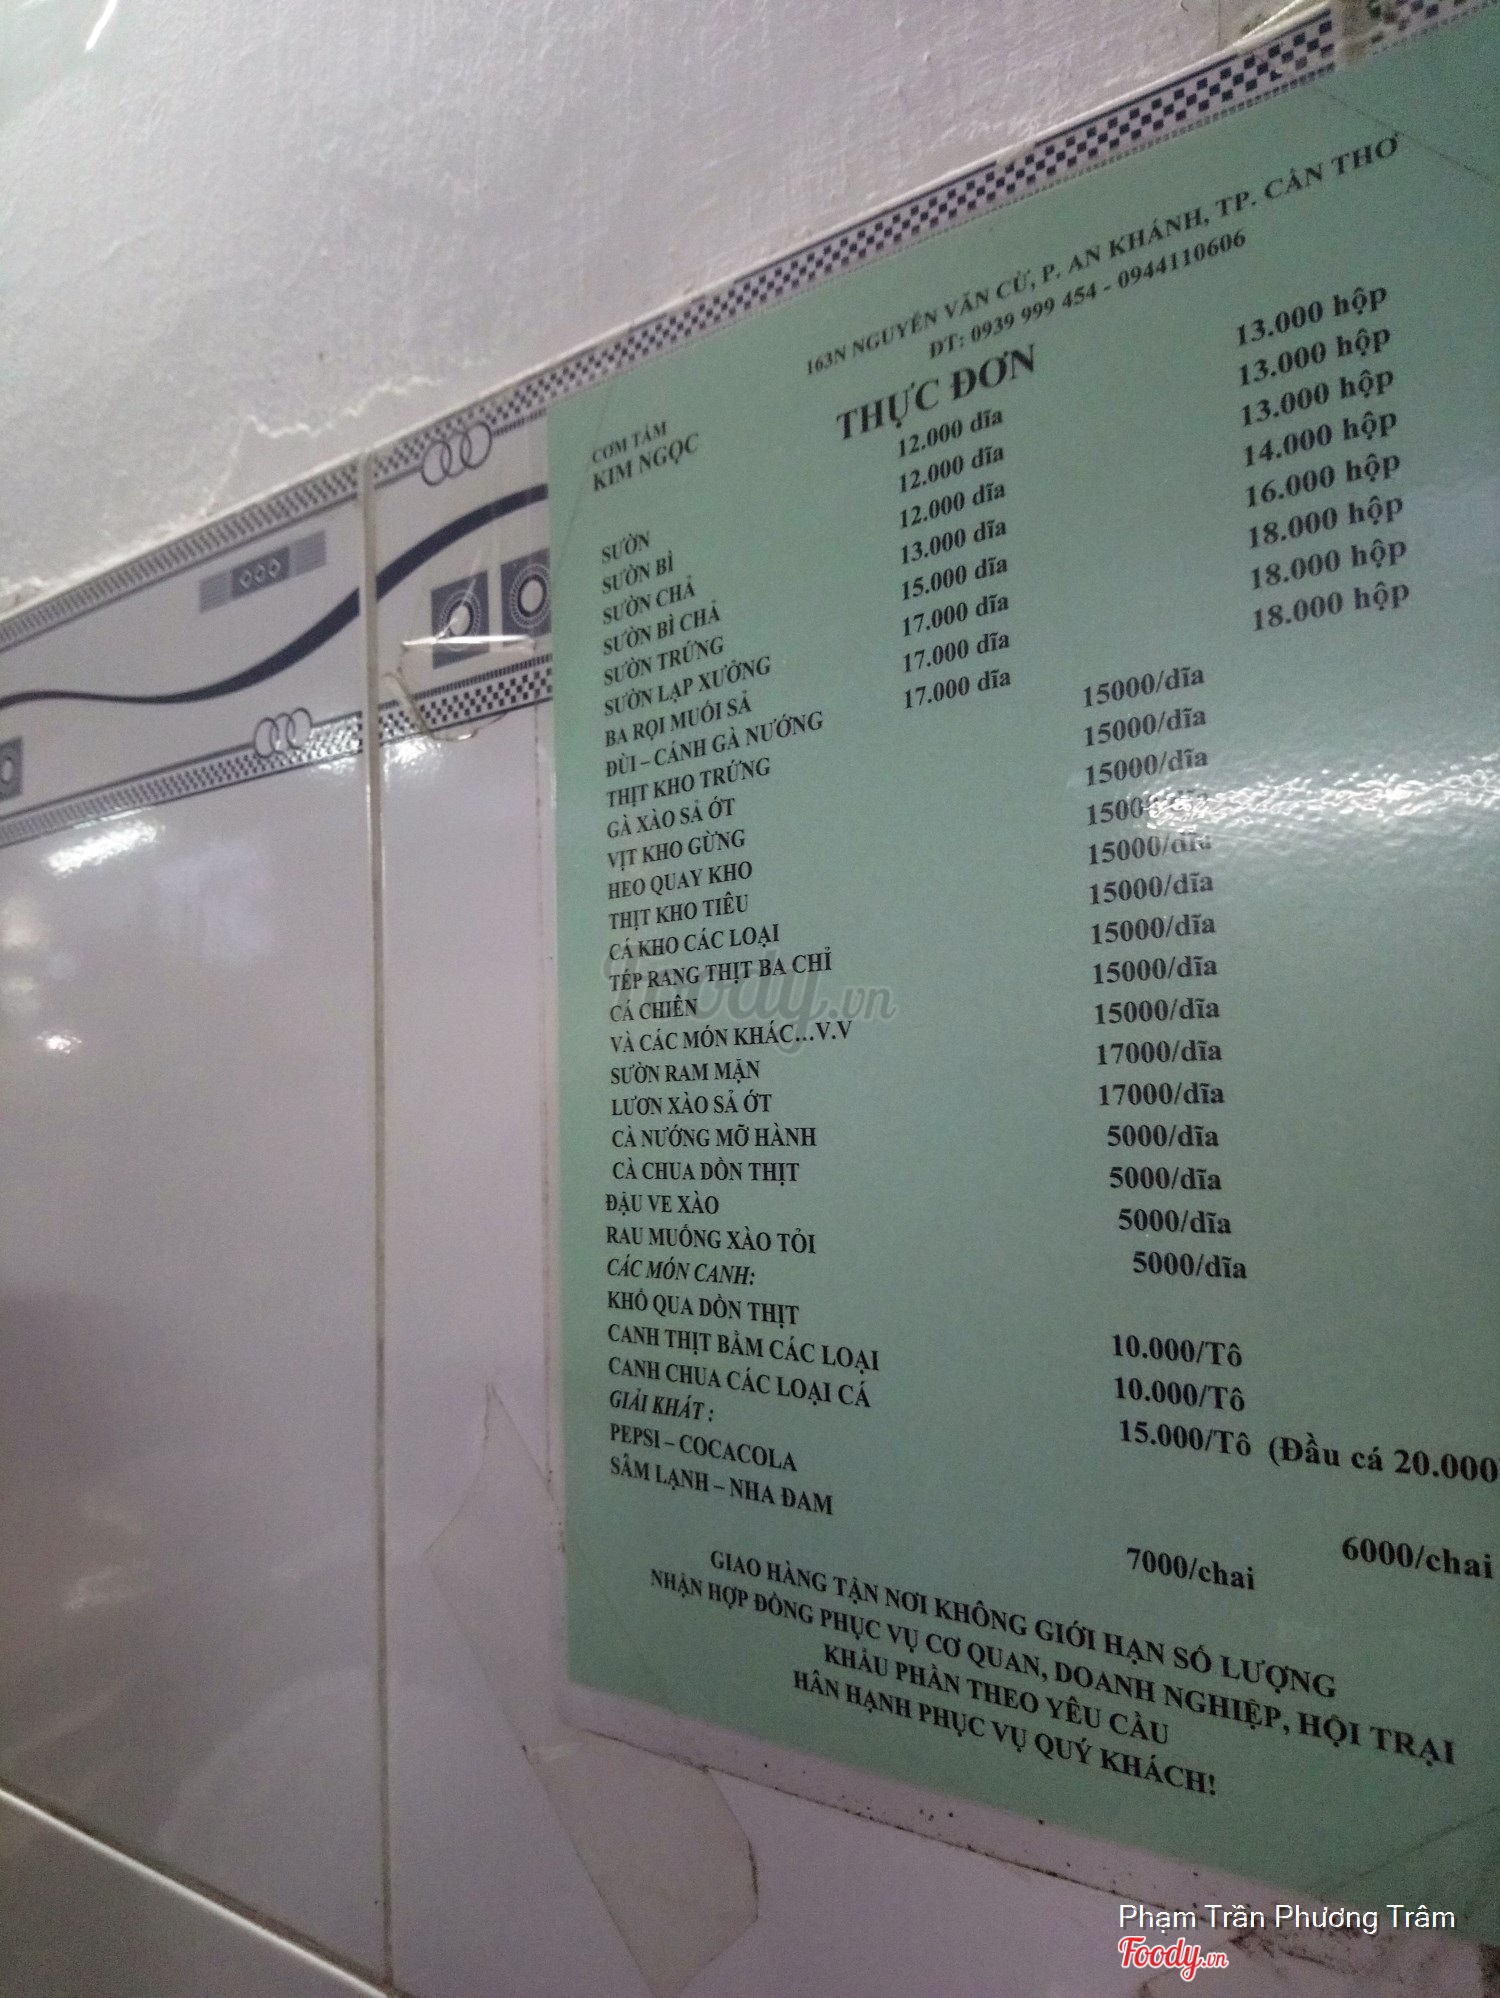 163N NGUYỄN VĂN CỪ, P. AN KHÁNH, TP. CẦN THƠ
ĐT: 0939 999 454 - 0944110606
CƠM TẤM
KIM NGỌC
THỰC ĐƠN
SƯỜN 12.000 dĩa 13.000 hộp
SƯỜN BÌ 12.000 dĩa 13.000 hộp
SƯỜN CHẢ 12.000 dĩa 13.000 hộp
SƯỜN BÌ CHẢ 13.000 dĩa 14.000 hộp
SƯỜN TRỨNG 15.000 dĩa 16.000 hộp
SƯỜN LẠP XƯỞNG 17.000 dĩa 18.000 hộp
BA RỌI MUỐI SẢ 17.000 dĩa 18.000 hộp
ĐÙI – CÁNH GÀ NƯỚNG 17.000 dĩa 18.000 hộp
THỊT KHO TRỨNG 15000/dĩa
GÀ XÀO SẢ ỚT 15000/dĩa
VỊT KHO GỪNG 15000/dĩa
HEO QUAY KHO 15000/dĩa
THỊT KHO TIÊU 15000/dĩa
CÁ KHO CÁC LOẠI 15000/dĩa
TÉP RANG THỊT BA CHỈ 15000/dĩa
CÁ CHIÊN 15000/dĩa
VÀ CÁC MÓN KHÁC...V.V 15000/dĩa
SƯỜN RAM MẶN 17000/dĩa
LƯƠN XÀO SẢ ỚT 17000/dĩa
CÀ NƯỚNG MỠ HÀNH 5000/dĩa
CÀ CHUA DỒN THỊT 5000/dĩa
ĐẬU VE XÀO 5000/dĩa
RAU MUỐNG XÀO TỎI 5000/dĩa
CÁC MÓN CANH:
KHỔ QUA DỒN THỊT 10.000/Tô
CANH THỊT BẰM CÁC LOẠI 10.000/Tô
CANH CHUA CÁC LOẠI CÁ 15.000/Tô (Đầu cá 20.000
GIẢI KHÁT :
PEPSI – COCACOLA 6000/chai
SÂM LẠNH – NHA ĐAM 7000/chai
GIAO HÀNG TẬN NƠI KHÔNG GIỚI HẠN SỐ LƯỢNG
NHẬN HỢP ĐỒNG PHỤC VỤ CƠ QUAN, DOANH NGHIỆP, HỘI TRẠI
KHẨU PHẦN THEO YÊU CẦU
HÂN HẠNH PHỤC VỤ QUÝ KHÁCH!
Foody.vn
Phạm Trần Phương Trâm
Foody.vn